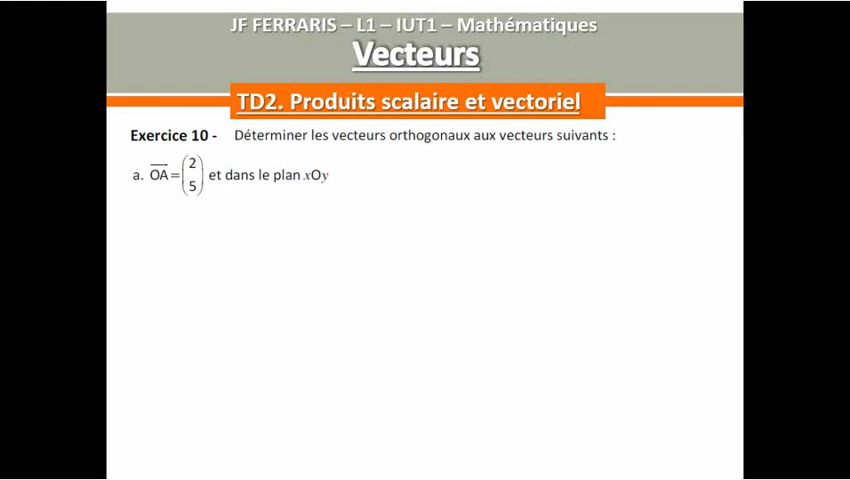 JF FERRARIS – L1 – IUT1 – Mathématiques
Vecteurs
TD2. Produits scalaire et vectoriel
Exercice 10 - Déterminer les vecteurs orthogonaux aux vecteurs suivants :
a. OA = (2 5) et dans le plan xOy